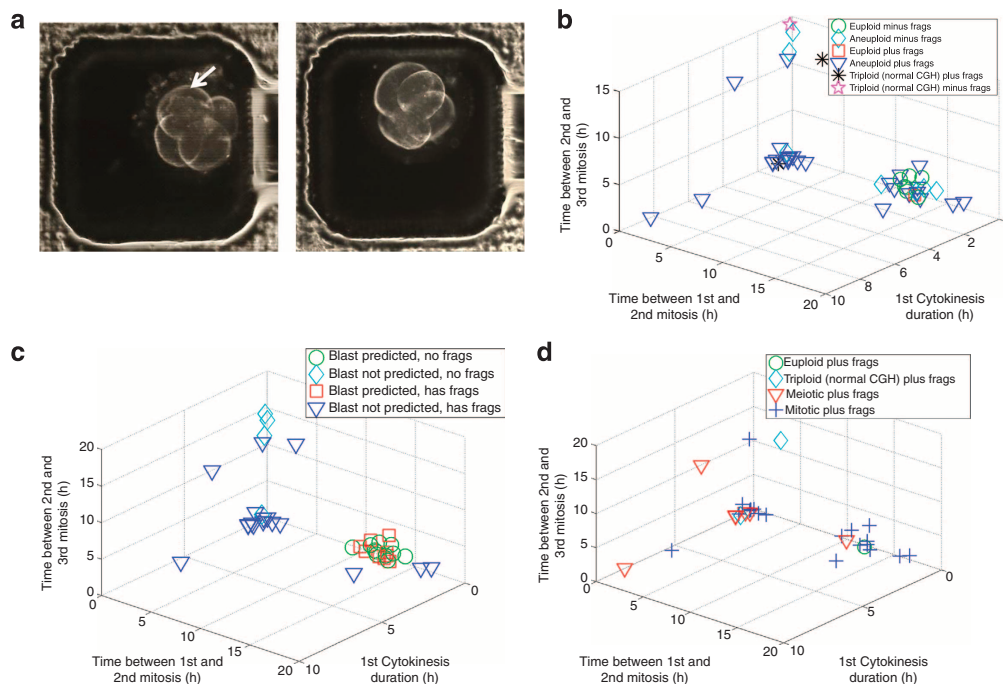 a
b
Euploid minus frags
Aneuploid minus frags
Euploid plus frags
Aneuploid plus frags
Triploid (normal CGH) plus frags
Triploid (normal CGH) minus frags
15
10
5
0
Time between 2nd and
3rd mitosis (h)
5
10
15
20
Time between 1st and
2nd mitosis (h)
10
8
6
4
2
1st Cytokinesis
duration (h)
c
Blast predicted, no frags
Blast not predicted, no frags
Blast predicted, has frags
Blast not predicted, has frags
20
15
10
5
0
Time between 2nd and
3rd mitosis (h)
0
5
10
15
20
Time between 1st and
2nd mitosis (h)
10
5
0
1st Cytokinesis
duration (h)
d
Euploid plus frags
Triploid (normal CGH) plus frags
Meiotic plus frags
Mitotic plus frags
20
15
10
5
0
Time between 2nd and
3rd mitosis (h)
0
5
10
15
20
Time between 1st and
2nd mitosis (h)
10
5
0
1st Cytokinesis
duration (h)